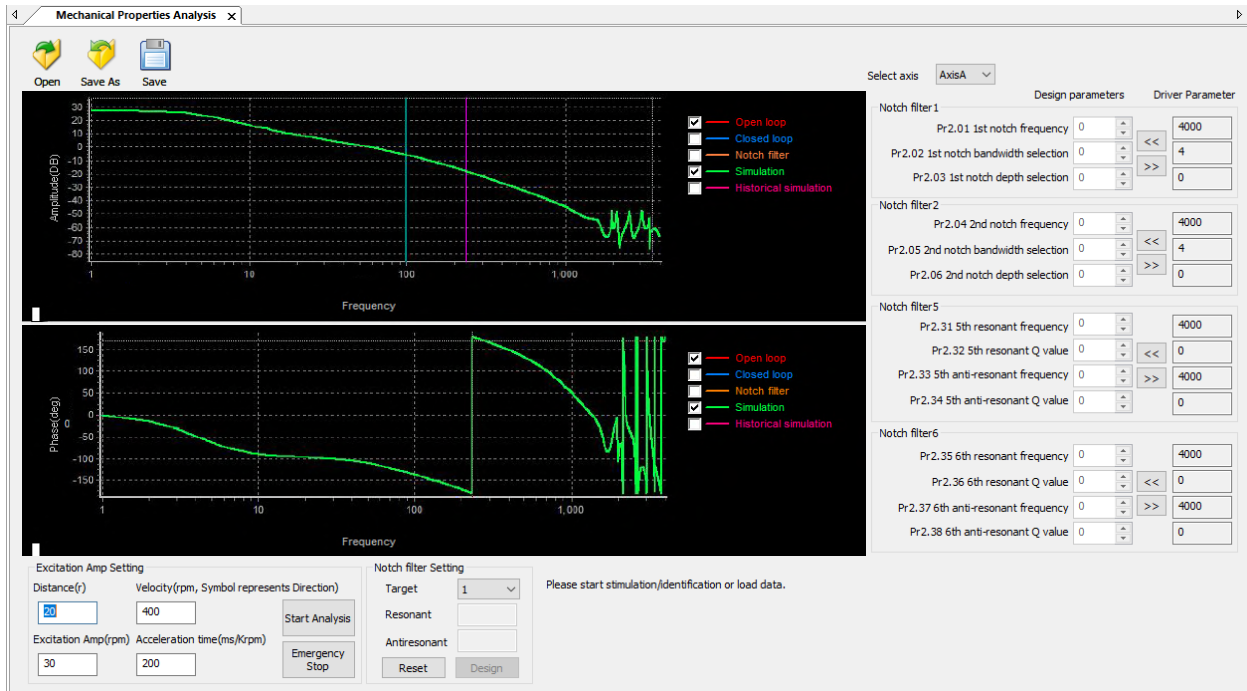 Mechanical Properties Analysis x
Open Save As Save
Select axis AxisA
Design parameters Driver Parameter
30
20
10
0
-10
-20
-30
-40
-50
-60
-70
-80
Amplitude(DB)
1 10 100 1,000
Frequency
Open loop
Closed loop
Notch filter
Simulation
Historical simulation
150
100
50
0
-50
-100
-150
Phase(deg)
0
1 10 100 1,000
Frequency
Open loop
Closed loop
Notch filter
Simulation
Historical simulation
Notch filter1
Pr2.01 1st notch frequency 0 4000
Pr2.02 1st notch bandwidth selection 0 << 4
Pr2.03 1st notch depth selection 0 >> 0
Notch filter2
Pr2.04 2nd notch frequency 0 4000
Pr2.05 2nd notch bandwidth selection 0 << 4
Pr2.06 2nd notch depth selection 0 >> 0
Notch filter5
Pr2.31 5th resonant frequency 0 4000
Pr2.32 5th resonant Q value 0 << 0
Pr2.33 5th anti-resonant frequency 0 >> 4000
Pr2.34 5th anti-resonant Q value 0 0
Notch filter6
Pr2.35 6th resonant frequency 0 4000
Pr2.36 6th resonant Q value 0 << 0
Pr2.37 6th anti-resonant frequency 0 >> 4000
Pr2.38 6th anti-resonant Q value 0 0
Excitation Amp Setting
Distance(r) Velocity(rpm, Symbol represents Direction)
20 400 Start Analysis
Excitation Amp(rpm) Acceleration time(ms/Krpm)
30 200 Emergency Stop
Notch filter Setting
Target 1
Resonant
Antiresonant
Reset Design
Please start stimulation/identification or load data.